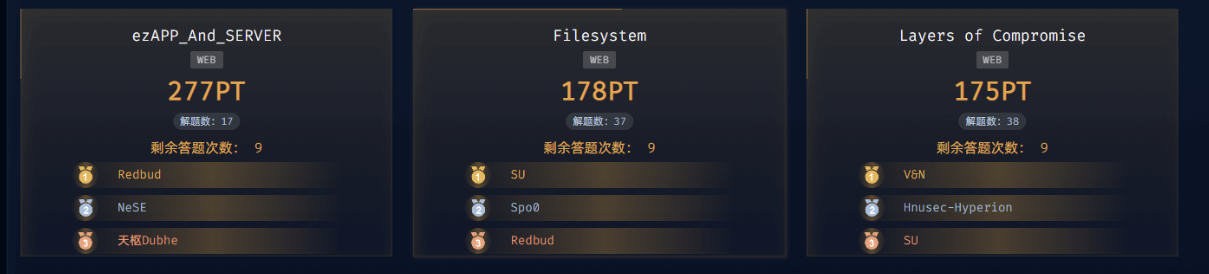 ezAPP_And_SERVER
WEB
277PT
解题数: 17
剩余答题次数: 9
1 Redbud
2 NeSE
3 天枢Dubhe
Filesystem
WEB
178PT
解题数: 37
剩余答题次数: 9
1 SU
2 Spo0
3 Redbud
Layers of Compromise
WEB
175PT
解题数: 38
剩余答题次数: 9
1 V&N
2 Hnusec-Hyperion
3 SU